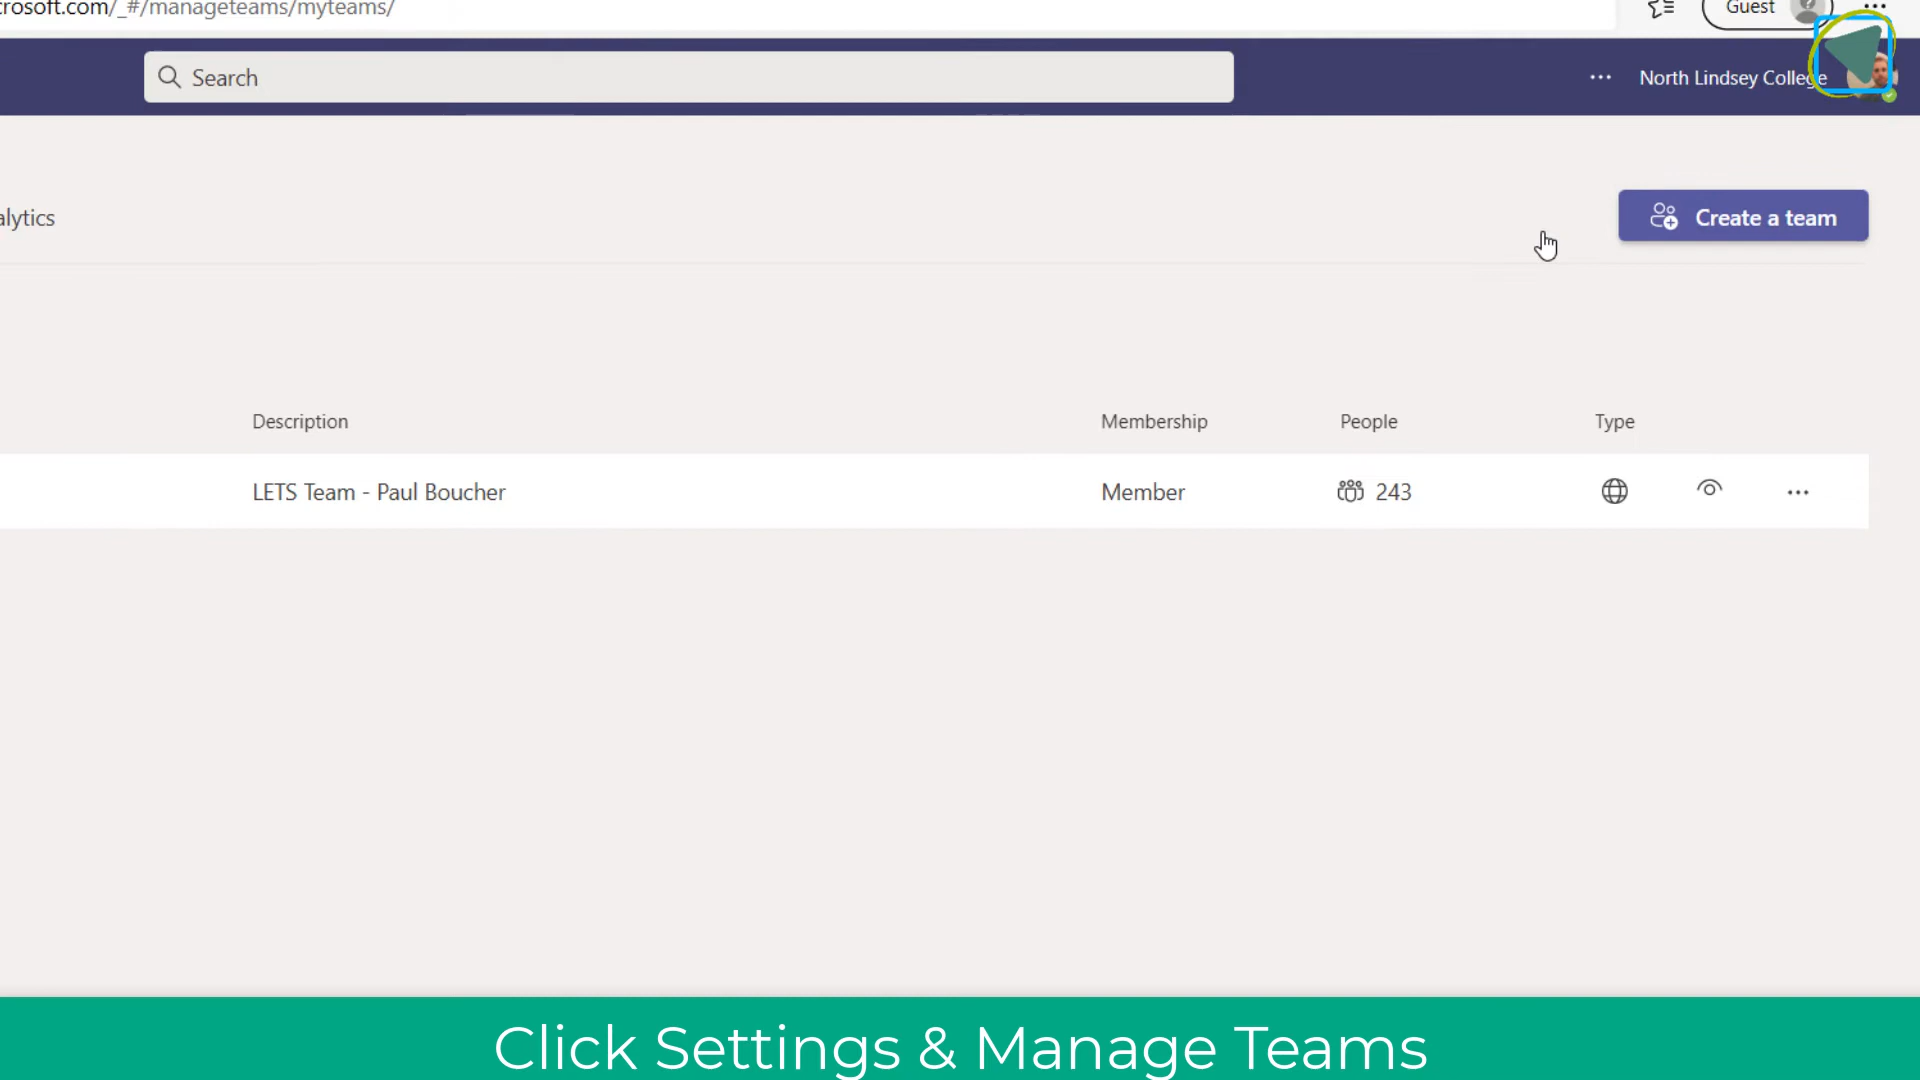 crosoft.com/_#/manageteams/myteams/
Guest
Search
North Lindsey College
alytics
Create a team
Description Membership People Type
LETS Team - Paul Boucher Member 243
Click Settings & Manage Teams